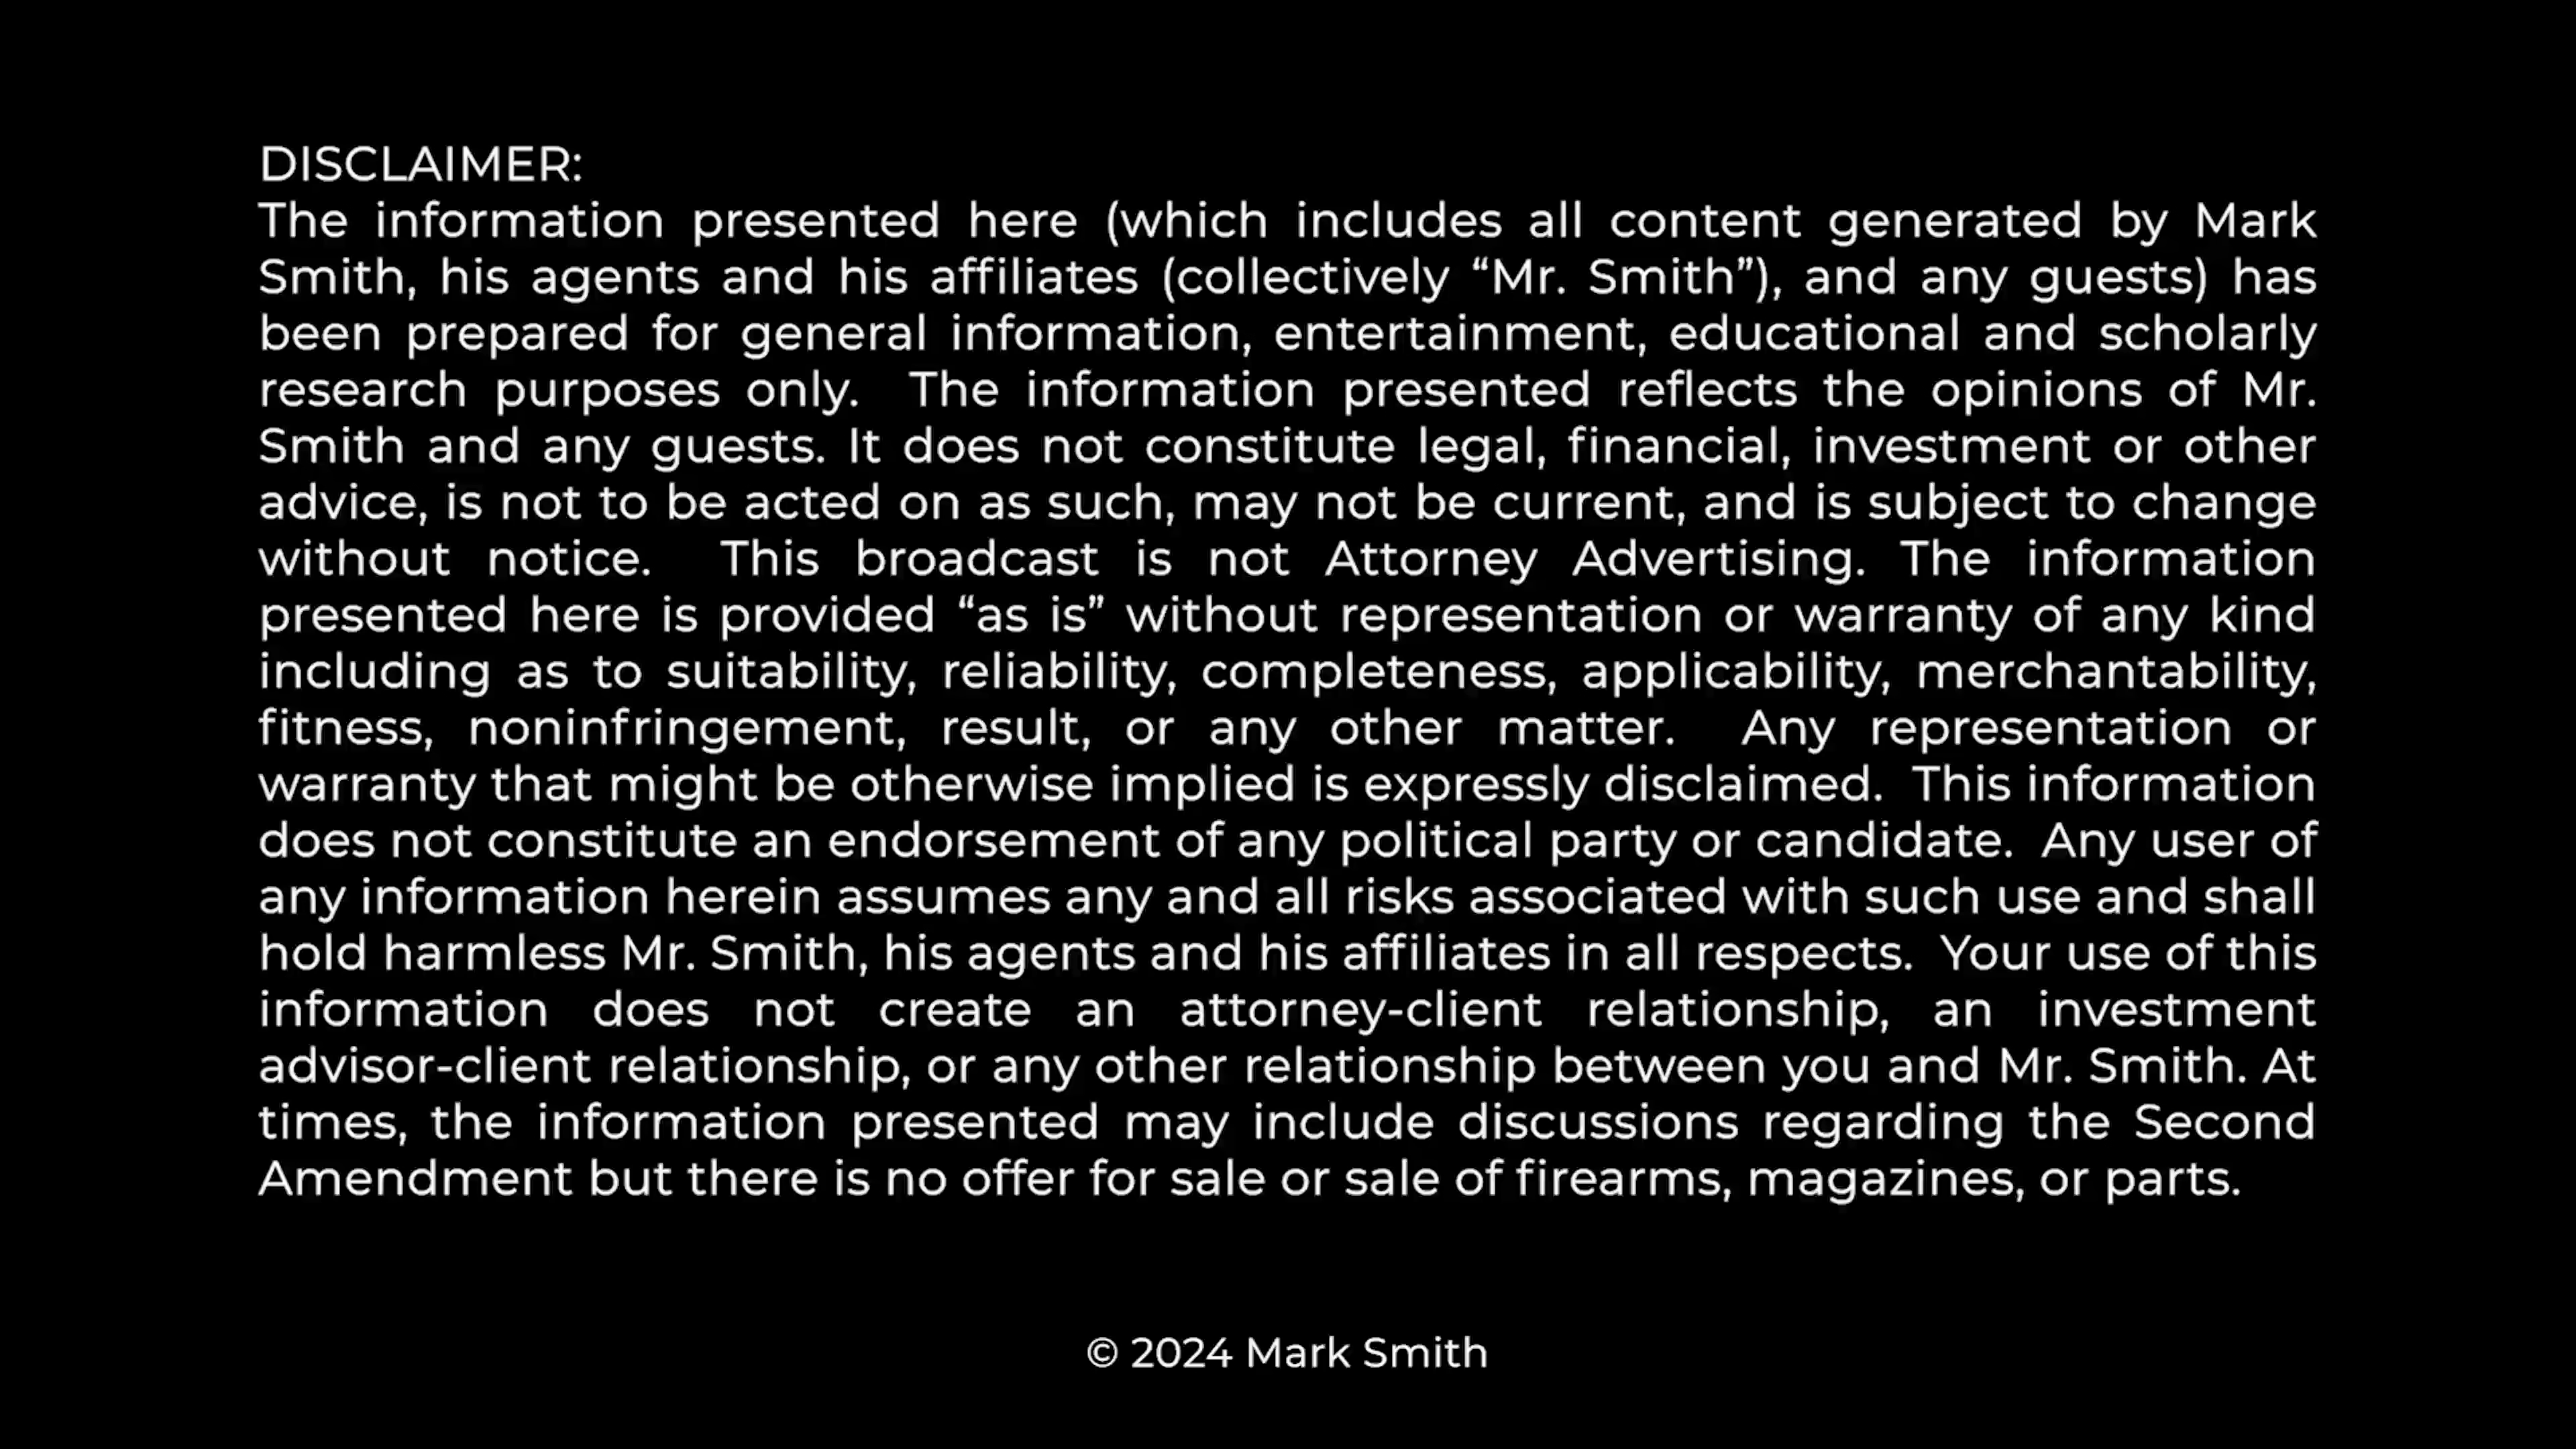 DISCLAIMER:
The information presented here (which includes all content generated by Mark
Smith, his agents and his affiliates (collectively “Mr. Smith”), and any guests) has
been prepared for general information, entertainment, educational and scholarly
research purposes only.  The information presented reflects the opinions of Mr.
Smith and any guests. It does not constitute legal, financial, investment or other
advice, is not to be acted on as such, may not be current, and is subject to change
without notice.  This broadcast is not Attorney Advertising. The information
presented here is provided “as is” without representation or warranty of any kind
including as to suitability, reliability, completeness, applicability, merchantability,
fitness, noninfringement, result, or any other matter.  Any representation or
warranty that might be otherwise implied is expressly disclaimed.  This information
does not constitute an endorsement of any political party or candidate.  Any user of
any information herein assumes any and all risks associated with such use and shall
hold harmless Mr. Smith, his agents and his affiliates in all respects.  Your use of this
information does not create an attorney-client relationship, an investment
advisor-client relationship, or any other relationship between you and Mr. Smith. At
times, the information presented may include discussions regarding the Second
Amendment but there is no offer for sale or sale of firearms, magazines, or parts.
© 2024 Mark Smith